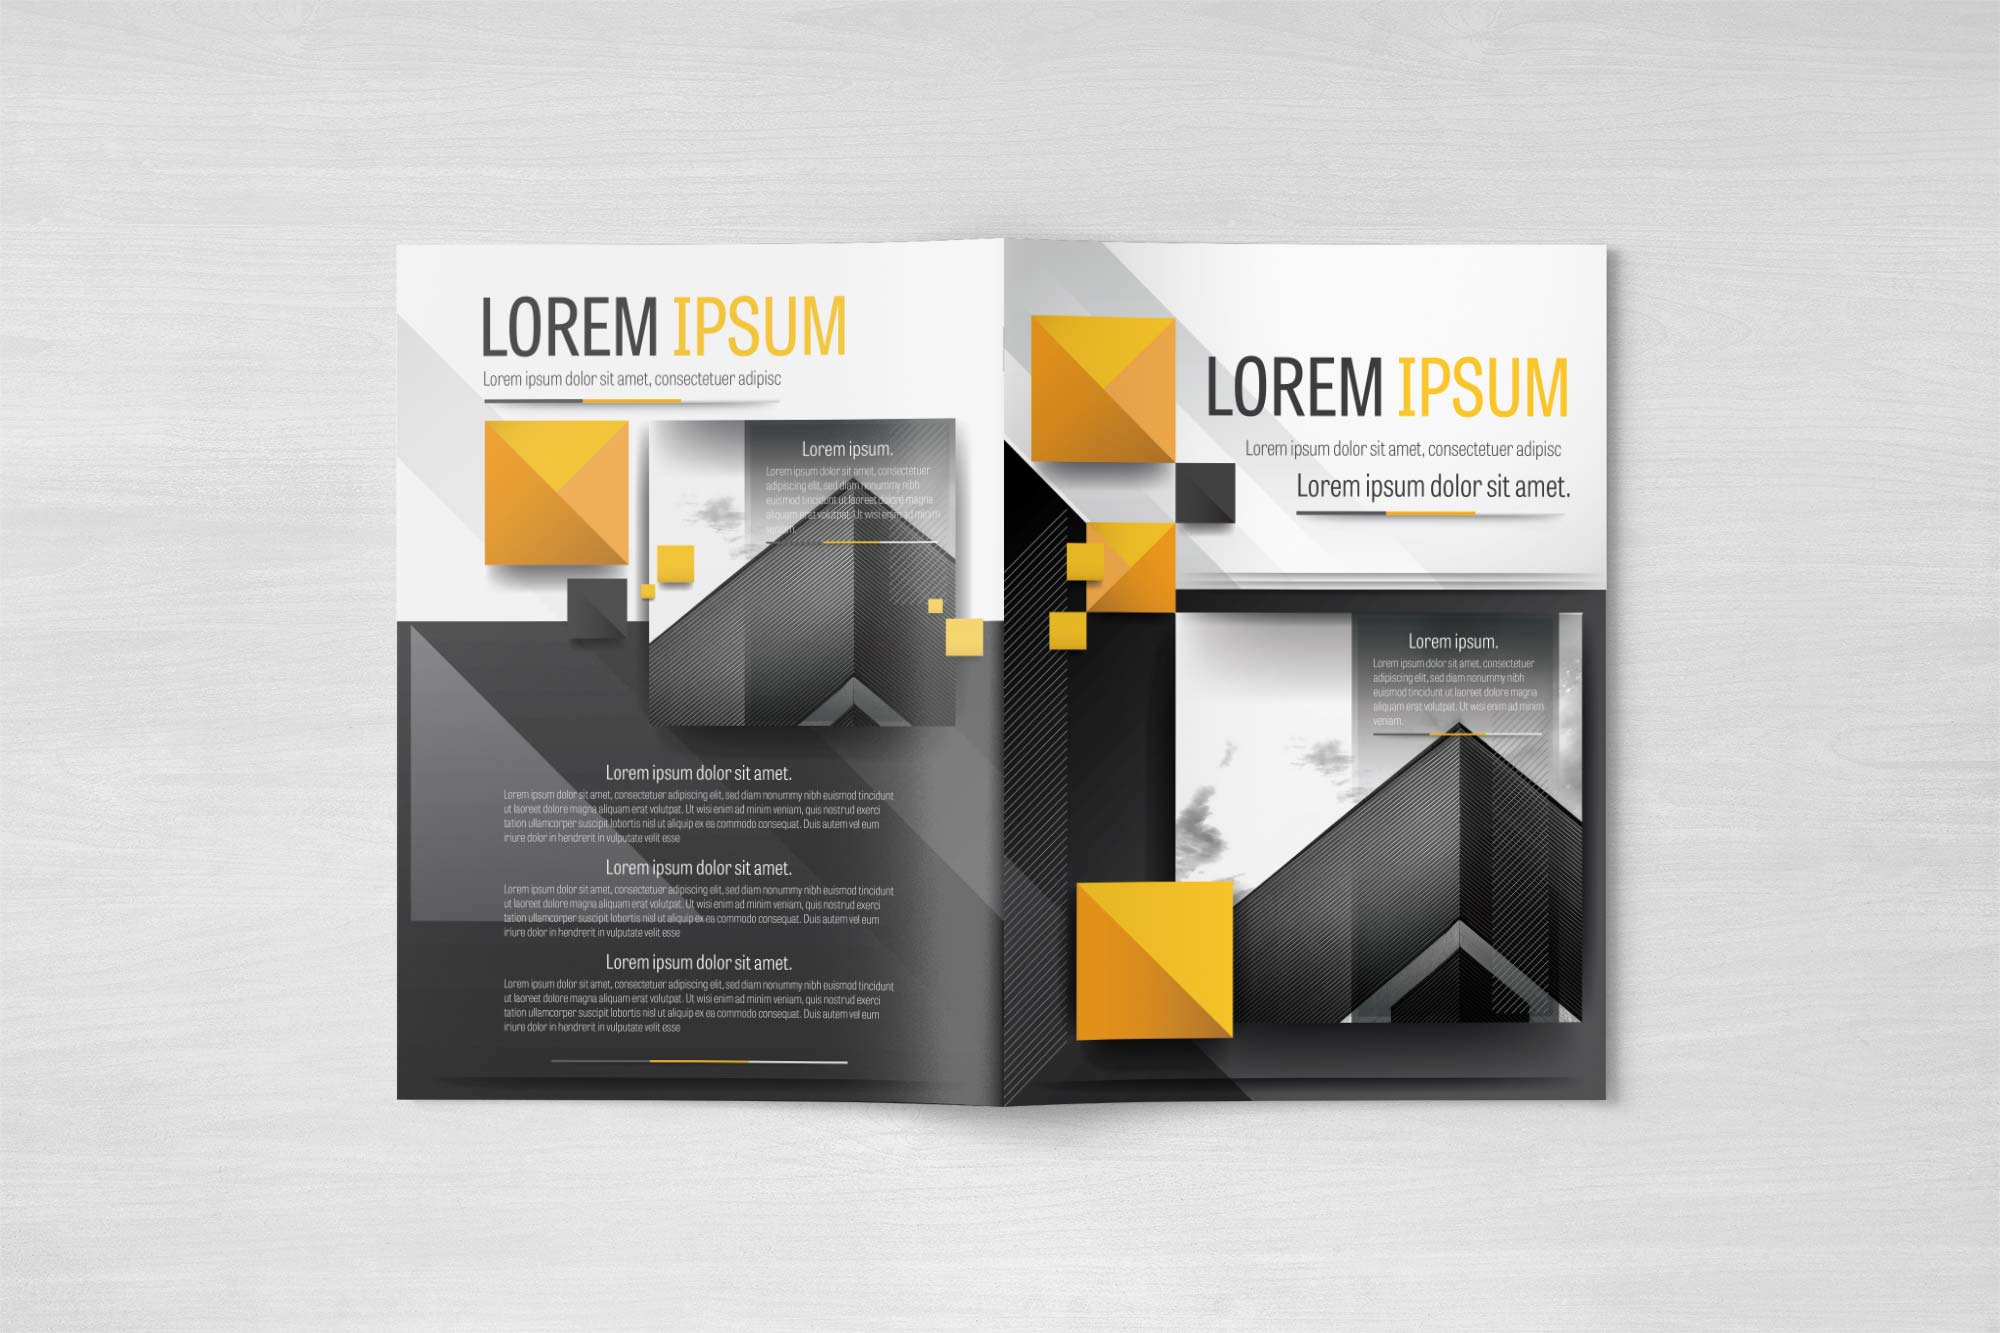 LOREM IPSUM
Lorem ipsum dolor sit amet, consectetuer adipisc
Lorem ipsum.
Lorem ipsum dolor sit amet, consectetuer
adipiscing elit, sed diam nonummy nibh
euismod tincidunt ut laoreet dolore magna
aliquam erat volutpat. Ut wisi enim ad minim
veniam.
Lorem ipsum dolor sit amet.
Lorem ipsum dolor sit amet, consectetuer adipiscing elit, sed diam nonummy nibh euismod tincidunt
ut laoreet dolore magna aliquam erat volutpat. Ut wisi enim ad minim veniam, quis nostrud exerci
tation ullamcorper suscipit lobortis nisl ut aliquip ex ea commodo consequat. Duis autem vel eum
iriure dolor in hendrerit in vulputate velit esse
Lorem ipsum dolor sit amet.
Lorem ipsum dolor sit amet, consectetuer adipiscing elit, sed diam nonummy nibh euismod tincidunt
ut laoreet dolore magna aliquam erat volutpat. Ut wisi enim ad minim veniam, quis nostrud exerci
tation ullamcorper suscipit lobortis nisl ut aliquip ex ea commodo consequat. Duis autem vel eum
iriure dolor in hendrerit in vulputate velit esse
Lorem ipsum dolor sit amet.
Lorem ipsum dolor sit amet, consectetuer adipiscing elit, sed diam nonummy nibh euismod tincidunt
ut laoreet dolore magna aliquam erat volutpat. Ut wisi enim ad minim veniam, quis nostrud exerci
tation ullamcorper suscipit lobortis nisl ut aliquip ex ea commodo consequat. Duis autem vel eum
iriure dolor in hendrerit in vulputate velit esse
LOREM IPSUM
Lorem ipsum dolor sit amet, consectetuer adipisc
Lorem ipsum dolor sit amet.
Lorem ipsum.
Lorem ipsum dolor sit amet, consectetuer
adipiscing elit, sed diam nonummy nibh
euismod tincidunt ut laoreet dolore magna
aliquam erat volutpat. Ut wisi enim ad minim
veniam.